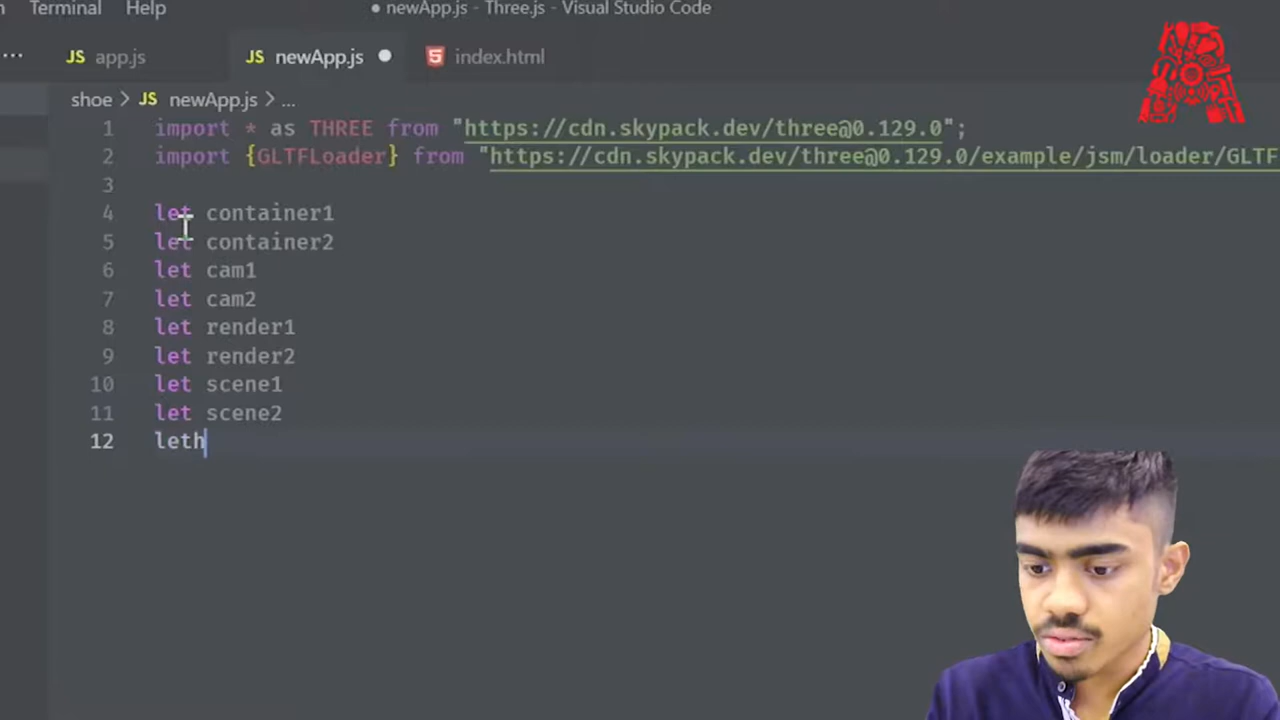 Terminal Help
● newApp.js - Three.js - Visual Studio Code
... JS app.js JS newApp.js ● 5 index.html
shoe > JS newApp.js > ...
1 import * as THREE from "https://cdn.skypack.dev/three@0.129.0";
2 import {GLTFLoader} from "https://cdn.skypack.dev/three@0.129.0/example/jsm/loader/GLTF
3
4 let container1
5 let container2
6 let cam1
7 let cam2
8 let render1
9 let render2
10 let scene1
11 let scene2
12 leth